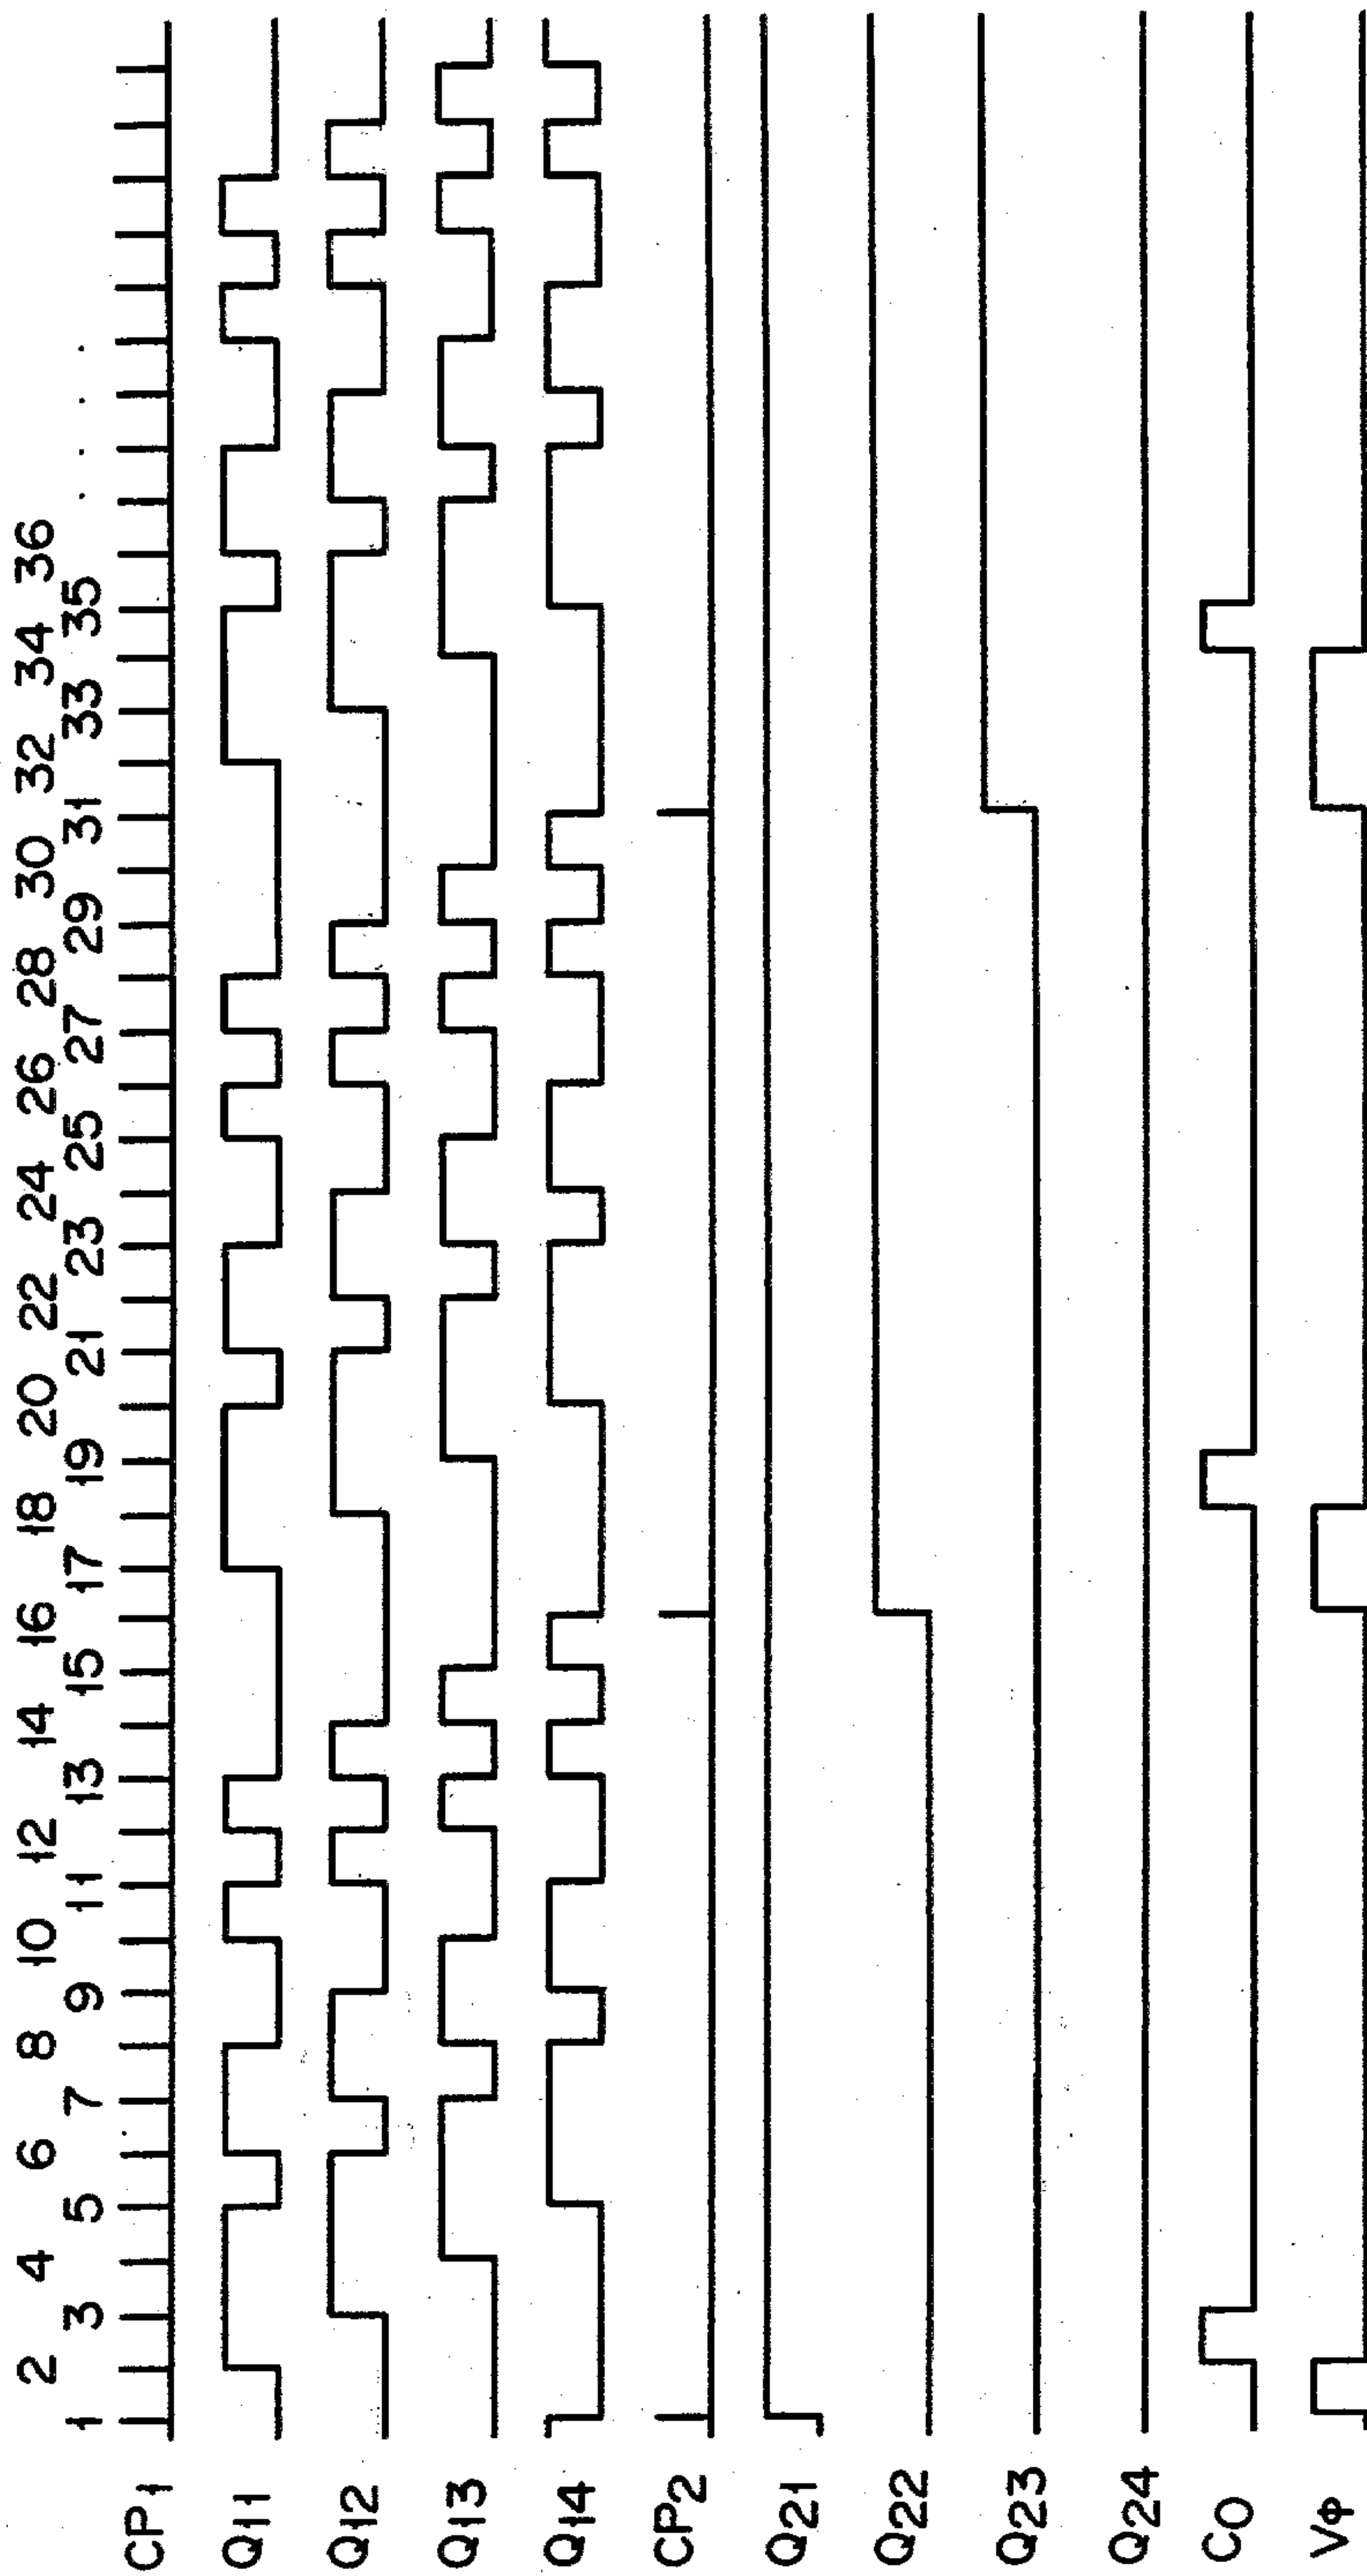 1 2 3 4 5 6 7 8 9 10 11 12 13 14 15 16 17 18 19 20 21 22 23 24 25 26 27 28 29 30 31 32 33 34 35 36 . . . .
CP1
Q11
Q12
Q13
Q14
CP2
Q21
Q22
Q23
Q24
CO
Vφ